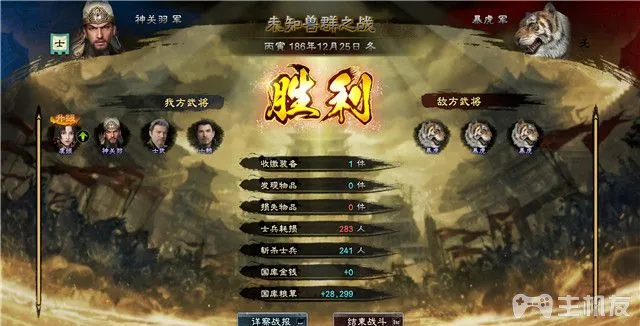 神关羽 军
未知兽群之战
暴虎 军
士
丙寅 186年12月25日 冬
无
胜利
我方武将
敌方武将
升级
神关羽
士武
暴虎
暴虎
暴虎
收缴装备 1 件
发现物品 0 件
损失物品 0 件
士兵耗损 283 人
斩杀士兵 241 人
国库金钱 +0
国库粮草 +28,299
详察战报
结束战斗 Esc
主机友